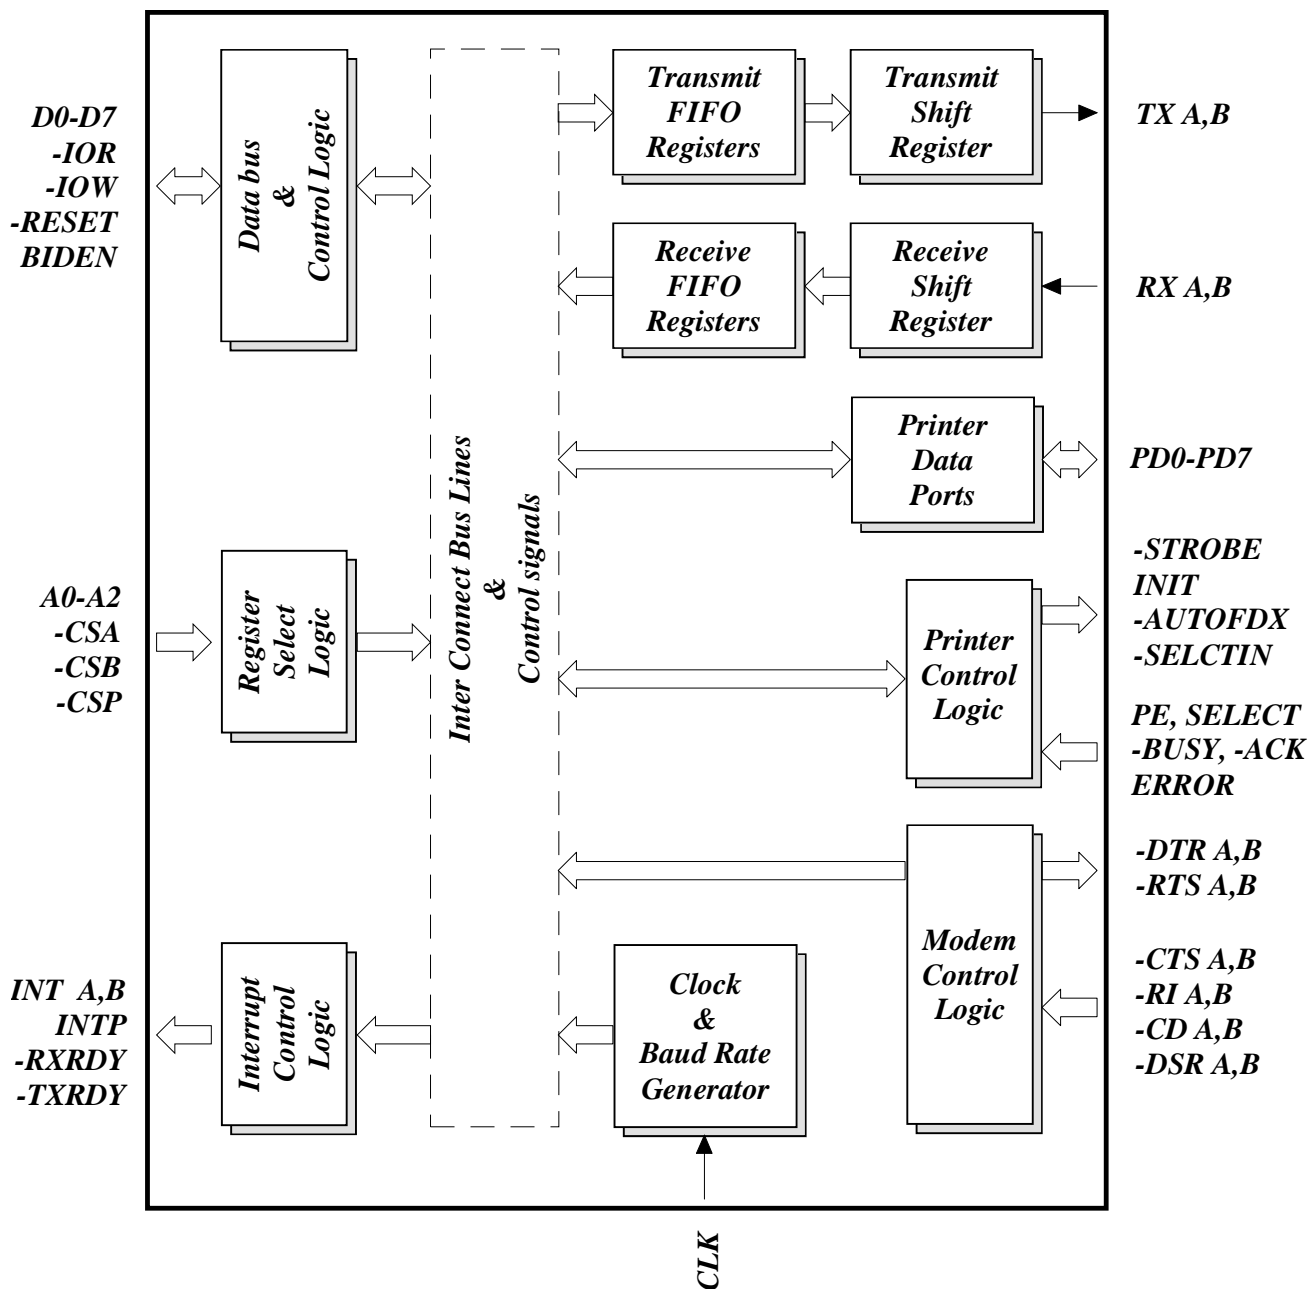 D0-D7
-IOR
-IOW
-RESET
BIDEN
Data bus
&
Control Logic
A0-A2
-CSA
-CSB
-CSP
Register
Select
Logic
INT A,B
INTP
-RXRDY
-TXRDY
Interrupt
Control
Logic
Inter Connect Bus Lines
&
Control signals
Transmit
FIFO
Registers
Transmit
Shift
Register
TX A,B
Receive
FIFO
Registers
Receive
Shift
Register
RX A,B
Printer
Data
Ports
PD0-PD7
Printer
Control
Logic
-STROBE
INIT
-AUTOFDX
-SELCTIN
PE, SELECT
-BUSY, -ACK
ERROR
Modem
Control
Logic
-DTR A,B
-RTS A,B
-CTS A,B
-RI A,B
-CD A,B
-DSR A,B
Clock
&
Baud Rate
Generator
CLK